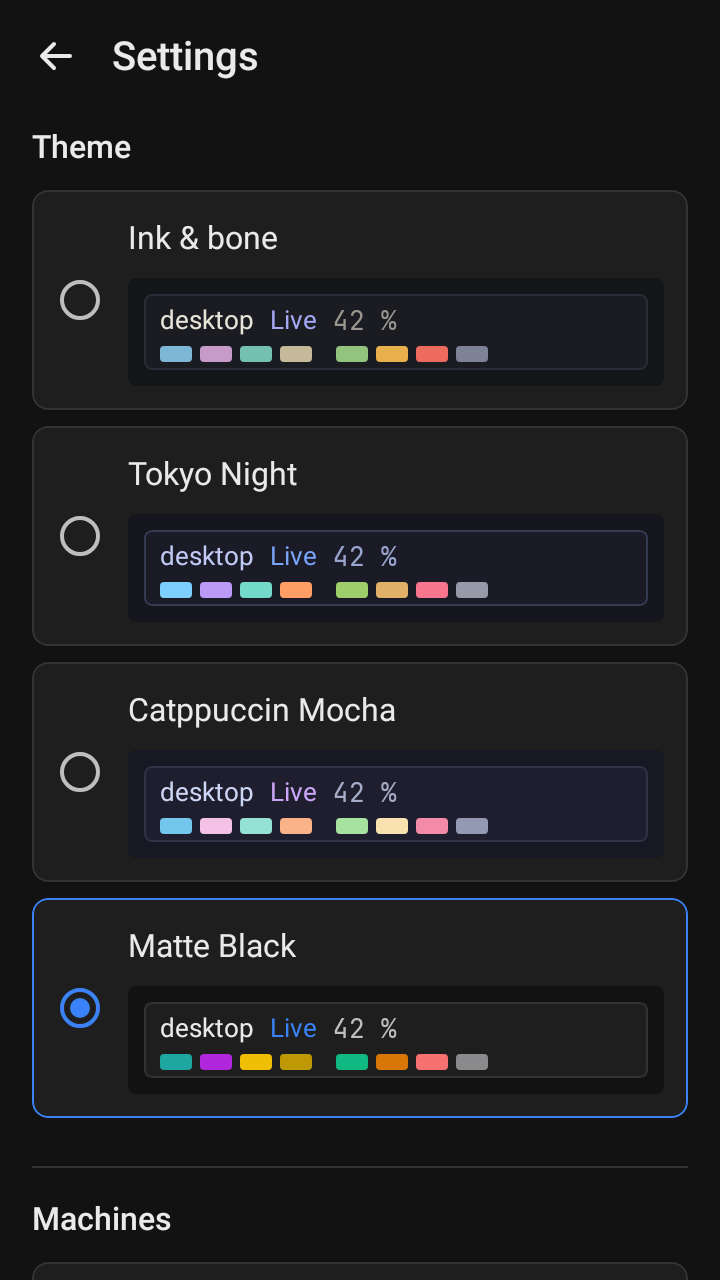 Settings
Theme
Ink & bone
desktop Live 42 %
Tokyo Night
desktop Live 42 %
Catppuccin Mocha
desktop Live 42 %
Matte Black
desktop Live 42 %
Machines